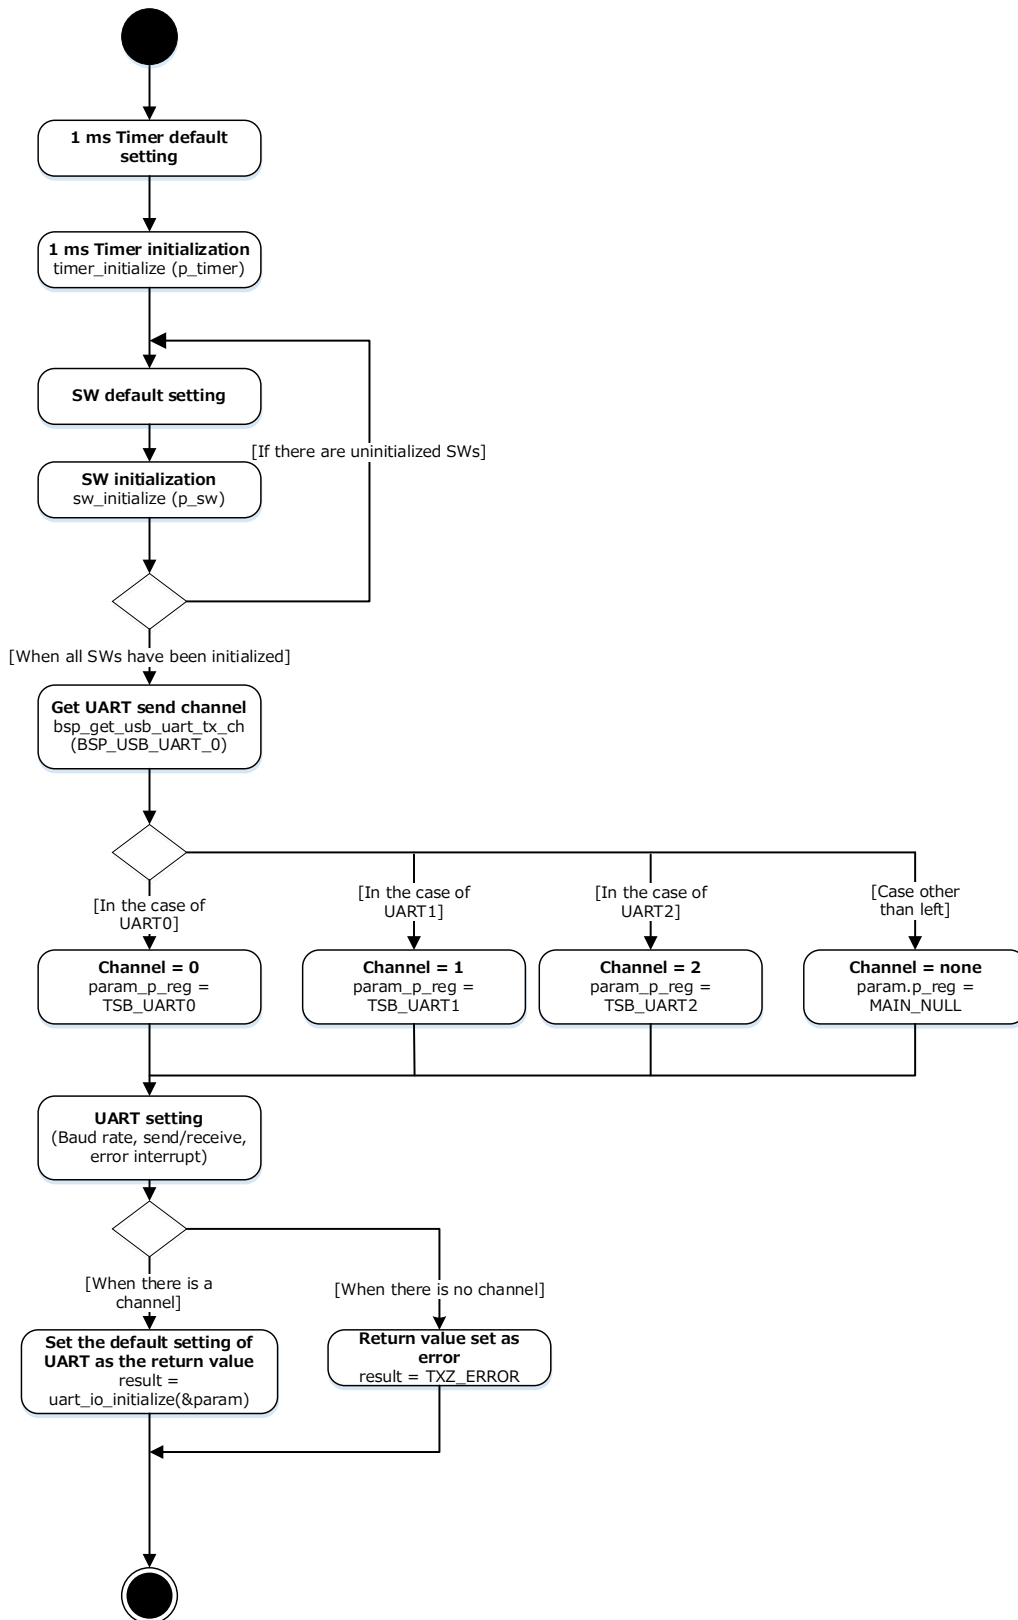 1 ms Timer default
setting
1 ms Timer initialization
timer_initialize (p_timer)
SW default setting
[If there are uninitialized SWs]
SW initialization
sw_initialize (p_sw)
[When all SWs have been initialized]
Get UART send channel
bsp_get_usb_uart_tx_ch
(BSP_USB_UART_0)
[In the case of
UART0]
[In the case of
UART1]
[In the case of
UART2]
[Case other
than left]
Channel = 0
param_p_reg =
TSB_UART0
Channel = 1
param_p_reg =
TSB_UART1
Channel = 2
param_p_reg =
TSB_UART2
Channel = none
param.p_reg =
MAIN_NULL
UART setting
(Baud rate, send/receive,
error interrupt)
[When there is a
channel]
[When there is no channel]
Set the default setting of
UART as the return value
result =
uart_io_initialize(&param)
Return value set as
error
result = TXZ_ERROR